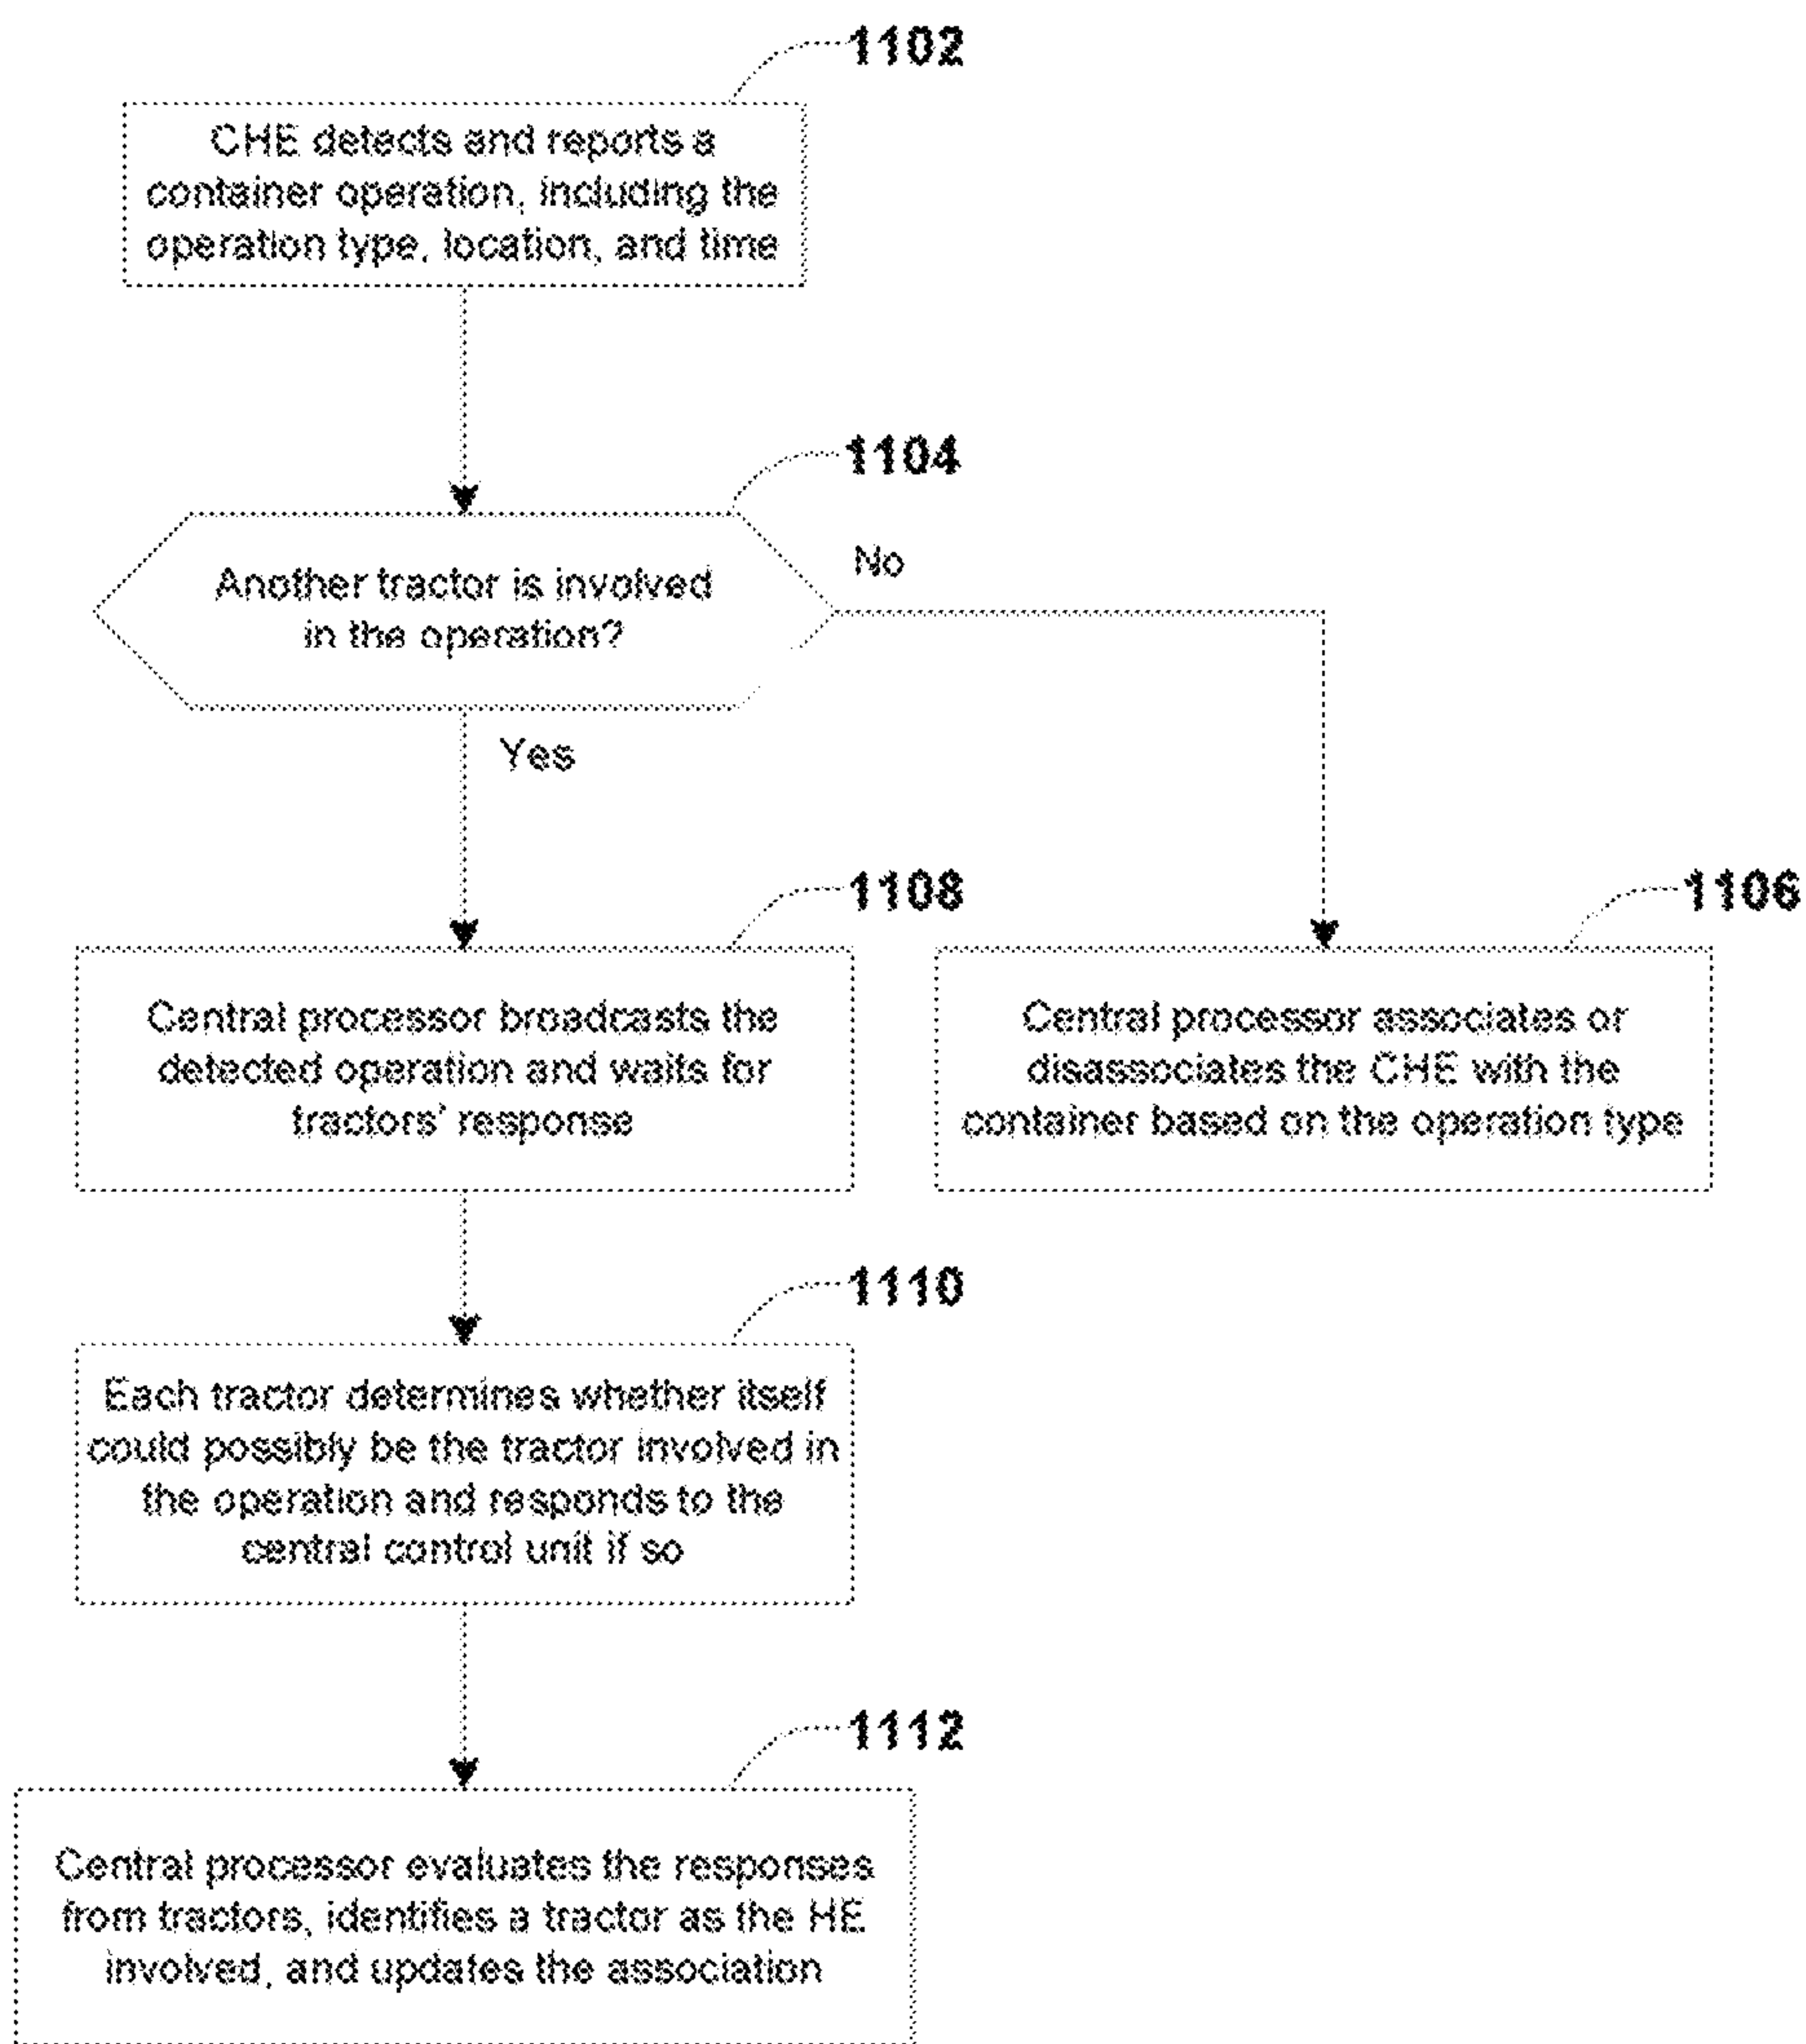 1102
CHE detects and reports a
container operation, including the
operation type, location, and time
1104
Another tractor is involved
in the operation?
No
Yes
1108
Central processor broadcasts the
detected operation and waits for
tractors' response
1106
Central processor associates or
disassociates the CHE with the
container based on the operation type
1110
Each tractor determines whether itself
could possibly be the tractor involved in
the operation and responds to the
central control unit if so
1112
Central processor evaluates the responses
from tractors, identifies a tractor as the HE
involved, and updates the association